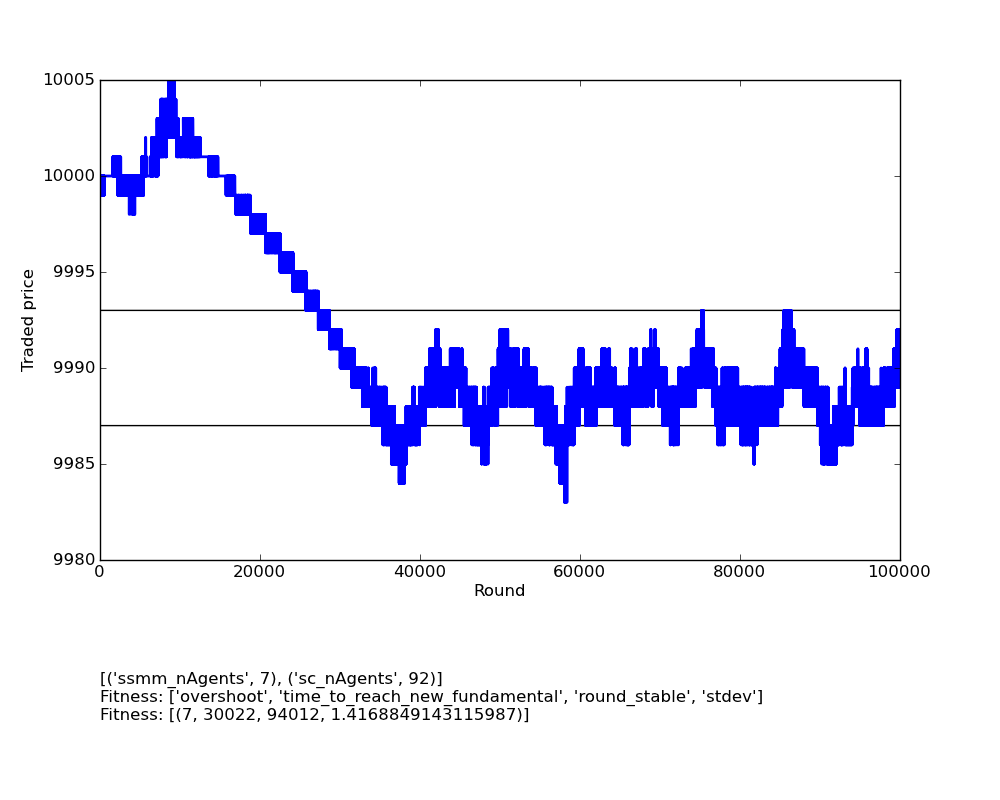 10005
10000
9995
9990
9985
9980
Traded price
0 20000 40000 60000 80000 100000
Round
[('ssmm_nAgents', 7), ('sc_nAgents', 92)]
Fitness: ['overshoot', 'time_to_reach_new_fundamental', 'round_stable', 'stdev']
Fitness: [(7, 30022, 94012, 1.4168849143115987)]